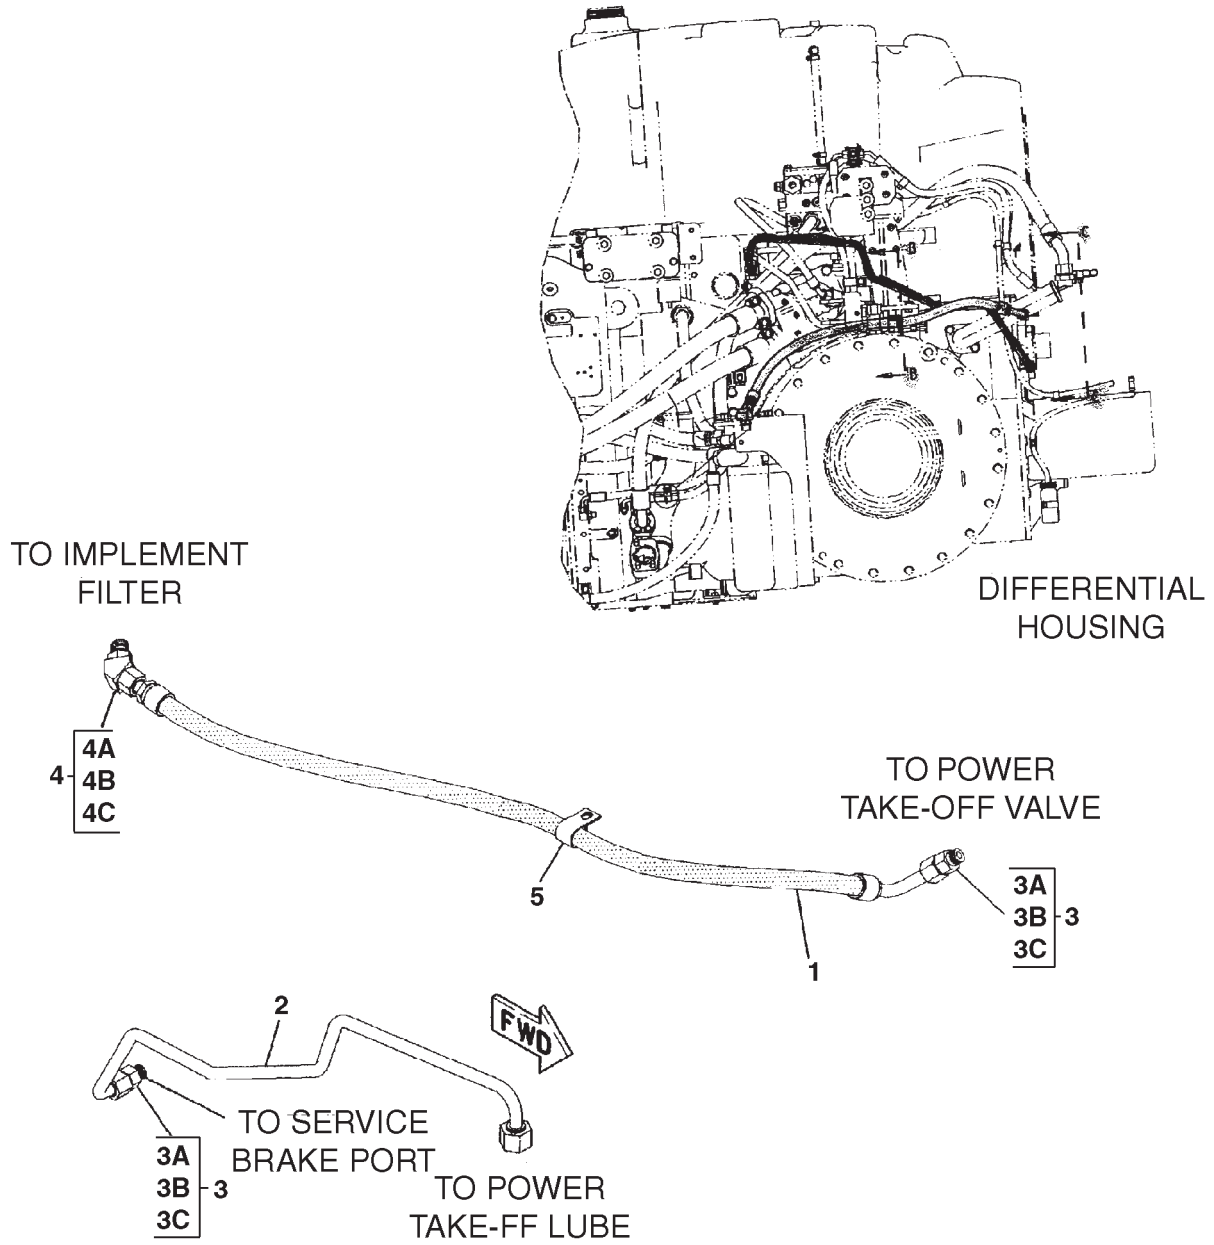 B
B
DIFFERENTIAL
HOUSING
TO IMPLEMENT
FILTER
4
4A
4B
4C
TO POWER
TAKE-OFF VALVE
5
3A
3B
3C
3
1
2
FWD
TO SERVICE
BRAKE PORT
3A
3B
3C
3
TO POWER
TAKE-FF LUBE